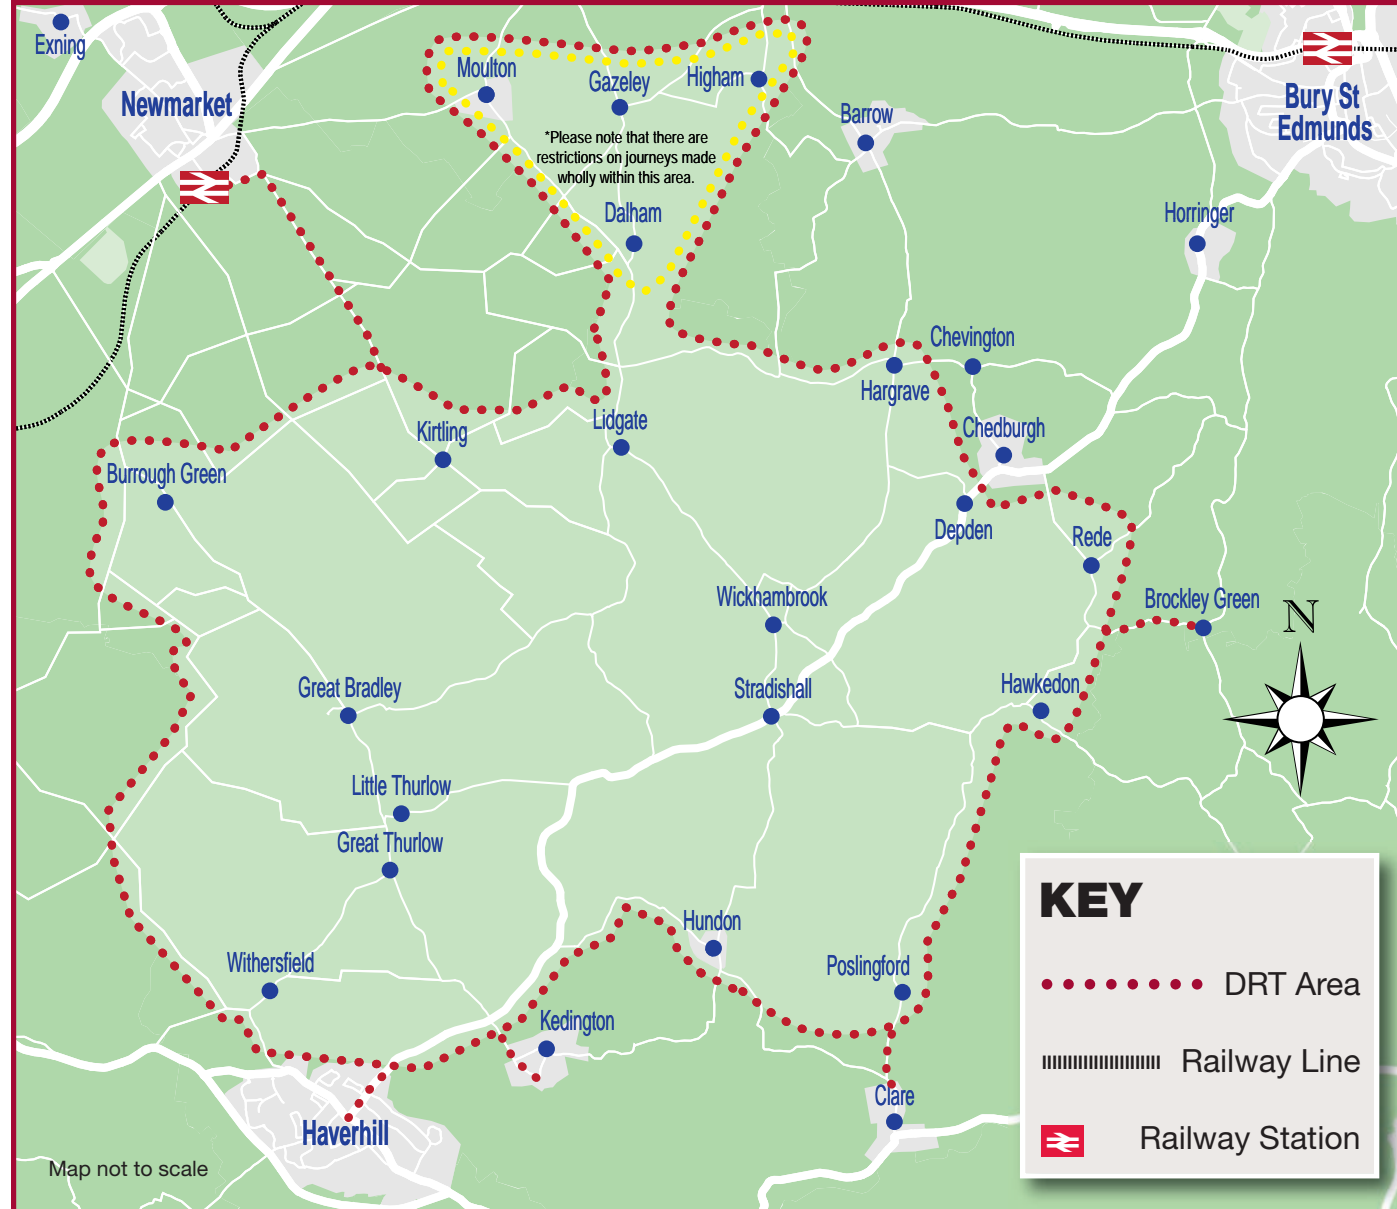 Exning
Newmarket
Moulton
Gazeley
Higham
*Please note that there are
restrictions on journeys made
wholly within this area.
Dalham
Barrow
Bury St
Edmunds
Horringer
Chevington
Hargrave
Chedburgh
Lidgate
Kirtling
Burrough Green
Depden
Rede
Wickhambrook
Brockley Green
N
Great Bradley
Stradishall
Hawkedon
Little Thurlow
Great Thurlow
Hundon
Withersfield
Poslingford
Kedington
Clare
Haverhill
Map not to scale
KEY
DRT Area
Railway Line
Railway Station